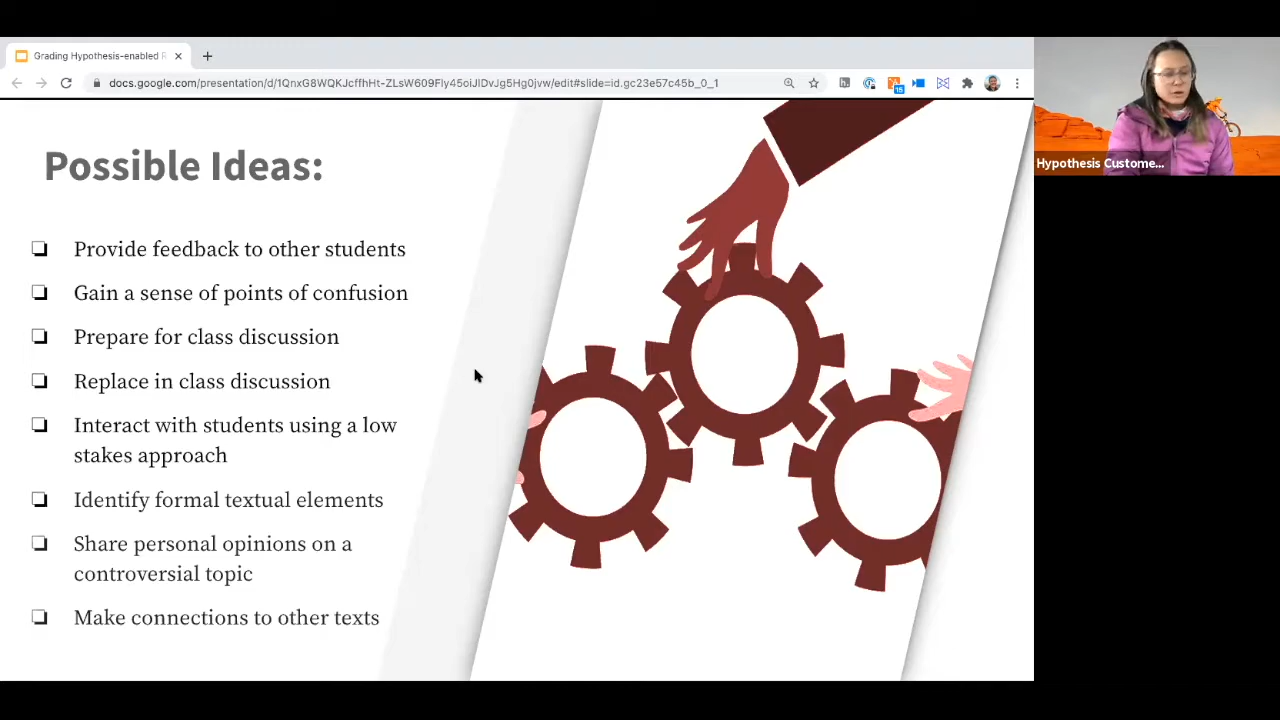 Grading Hypothesis-enabled R
docs.google.com/presentation/d/1QnxG8WQKJcffhHt-ZLsW609Fly45oiJlDvJg5Hg0jvw/edit#slide=id.gc23e57c45b_0_1
15
Possible Ideas:
Provide feedback to other students
Gain a sense of points of confusion
Prepare for class discussion
Replace in class discussion
Interact with students using a low
stakes approach
Identify formal textual elements
Share personal opinions on a
controversial topic
Make connections to other texts
Hypothesis Custome...